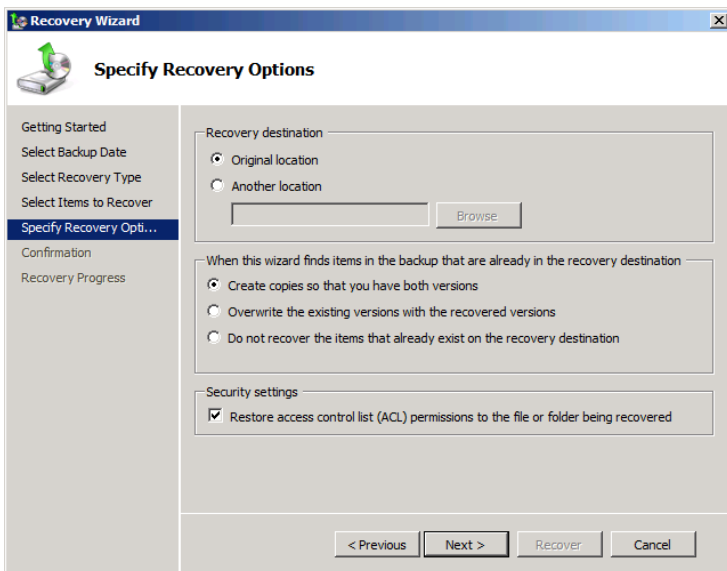 Recovery Wizard
Specify Recovery Options
Getting Started
Select Backup Date
Select Recovery Type
Select Items to Recover
Specify Recovery Opti...
Confirmation
Recovery Progress
Recovery destination
Original location
Another location
Browse
When this wizard finds items in the backup that are already in the recovery destination
Create copies so that you have both versions
Overwrite the existing versions with the recovered versions
Do not recover the items that already exist on the recovery destination
Security settings
Restore access control list (ACL) permissions to the file or folder being recovered
< Previous
Next >
Recover
Cancel